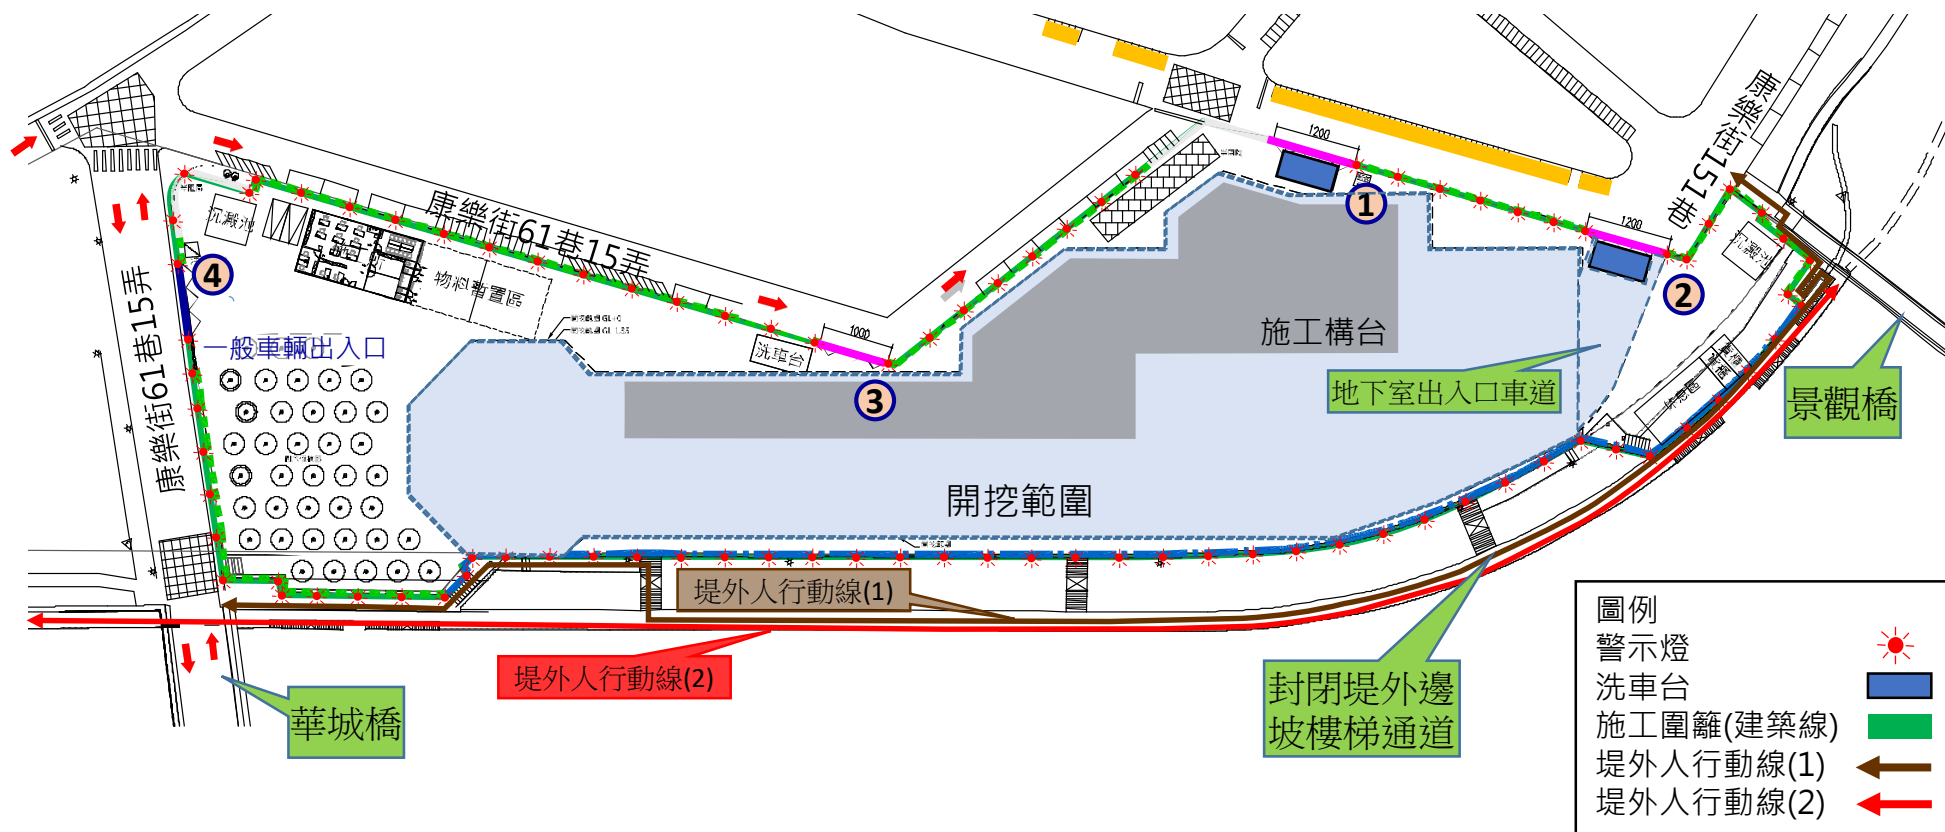 康樂街151巷
1200
1
1200
康樂街61巷15弄
沉澱池
沉澱池
4
2
物料暫置區
康樂街61巷15弄
一般車輛出入口
1000
洗車台
3
施工構台
地下室出入口車道
休息區
景觀橋
開挖範圍
堤外人行動線(1)
堤外人行動線(2)
華城橋
封閉堤外邊
坡樓梯通道
圖例
警示燈
洗車台
施工圍籬(建築線)
堤外人行動線(1)
堤外人行動線(2)